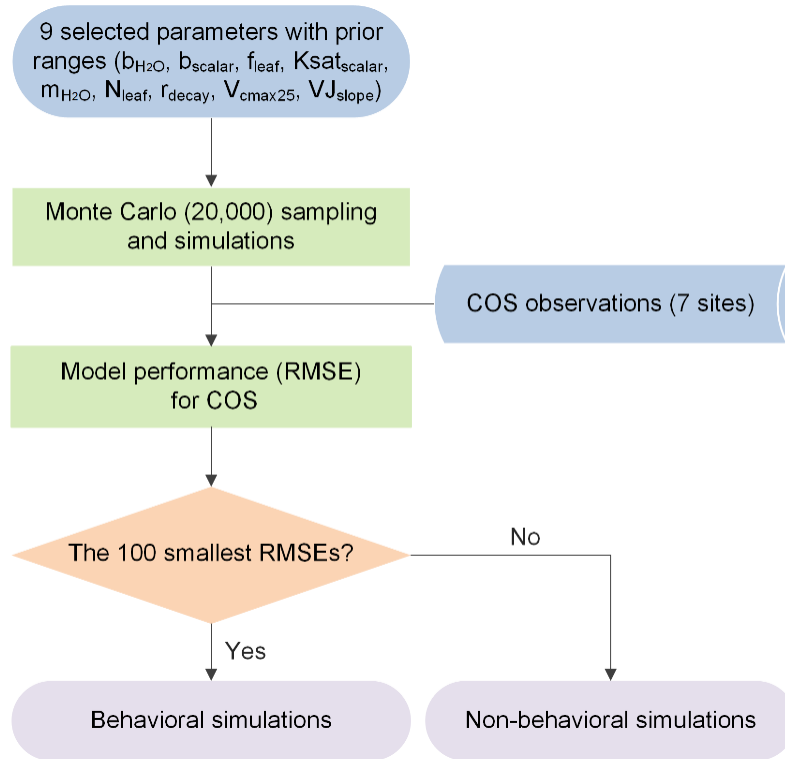 9 selected parameters with prior
ranges (bH2O, bscalar, fleaf, Ksatscalar,
mH2O, Nleaf, rdecay, Vcmax25, VJslope)
Monte Carlo (20,000) sampling
and simulations
COS observations (7 sites)
Model performance (RMSE)
for COS
The 100 smallest RMSEs?
No
Yes
Behavioral simulations
Non-behavioral simulations